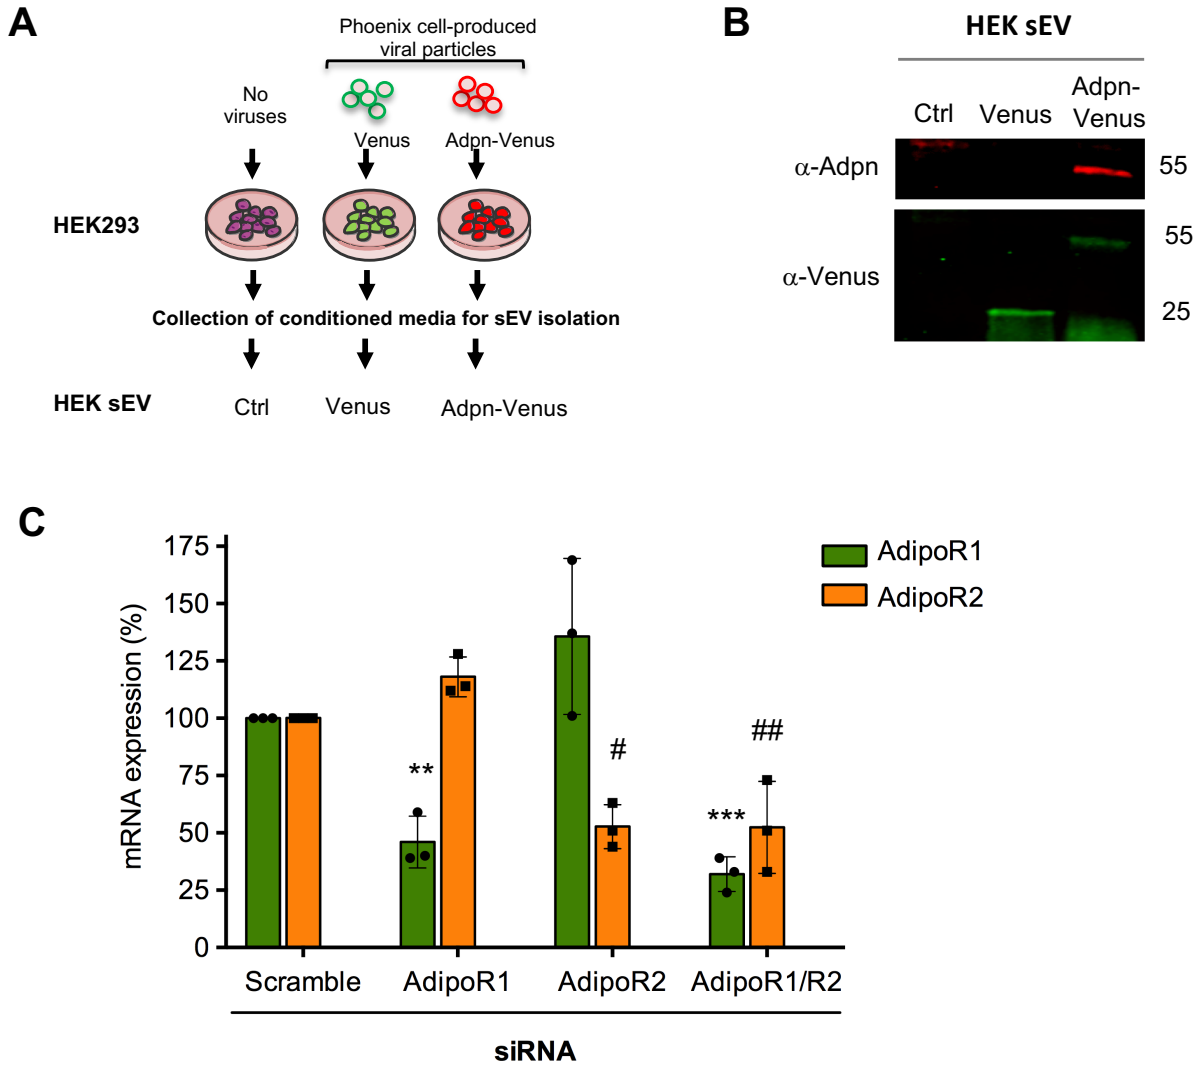 A
Phoenix cell-produced
viral particles
No
viruses
Venus
Adpn-Venus
HEK293
Collection of conditioned media for sEV isolation
HEK sEV
Ctrl
Venus
Adpn-Venus
B
HEK sEV
Ctrl
Venus
Adpn-
Venus
α-Adpn
55
55
α-Venus
25
C
mRNA expression (%)
175
150
125
100
75
50
25
0
**
#
***
##
AdipoR1
AdipoR2
Scramble
AdipoR1
AdipoR2
AdipoR1/R2
siRNA